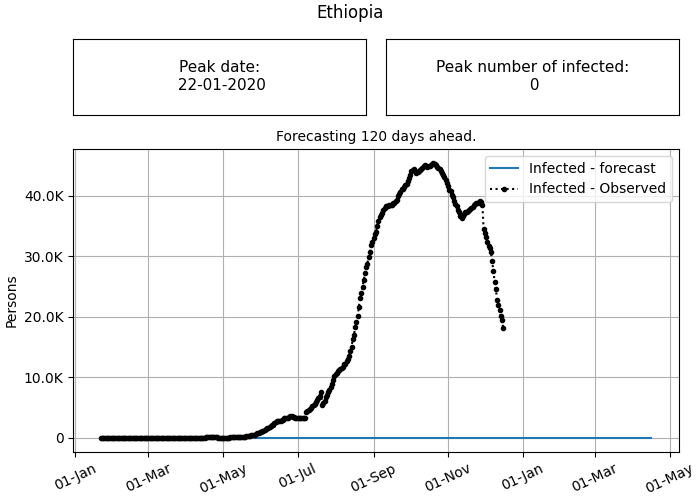 Ethiopia
Peak date:
22-01-2020
Peak number of infected:
0
Forecasting 120 days ahead.
Infected - forecast
Infected - Observed
Persons
40.0K
30.0K
20.0K
10.0K
0
01-Jan
01-Mar
01-May
01-Jul
01-Sep
01-Nov
01-Jan
01-Mar
01-May